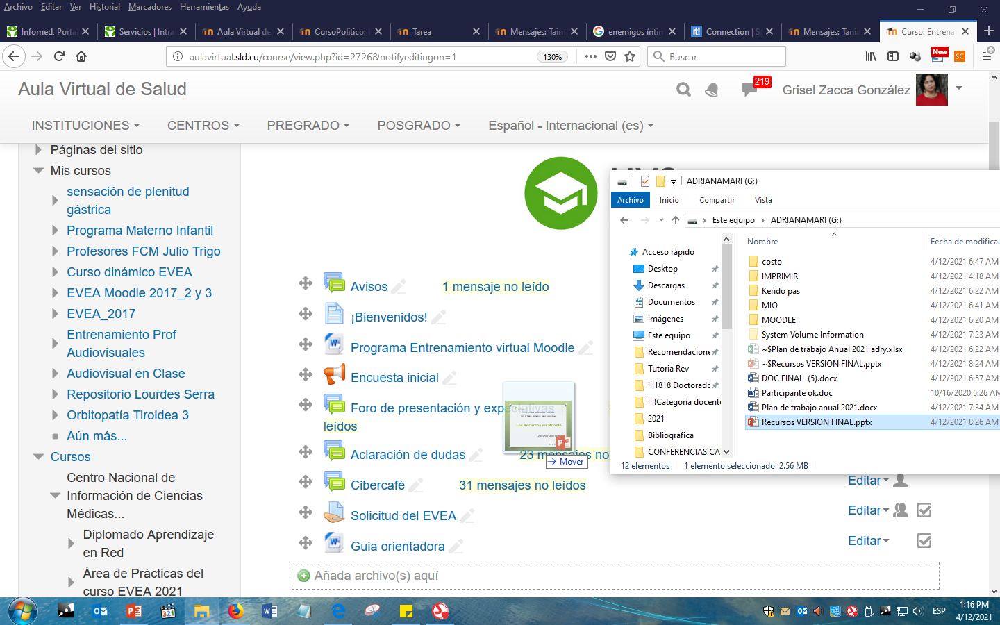 Archivo Editar Ver Historial Marcadores Herramientas Ayuda
Infomed, Porta
Servicios | Intra
Aula Virtual de
CursoPolitico:
Tarea
Mensajes: Taim
enemigos íntim
Connection | S
Mensajes: Tania
Curso: Entrena
aulavirtual.sld.cu/course/view.php?id=2726&notifyeditingon=1
130%
Buscar
New
SC
Aula Virtual de Salud
219
Grisel Zacca González
INSTITUCIONES CENTROS PREGRADO POSGRADO Español - Internacional (es)
Páginas del sitio
Mis cursos
sensación de plenitud
gástrica
Programa Materno Infantil
Profesores FCM Julio Trigo
Curso dinámico EVEA
EVEA Moodle 2017_2 y 3
EVEA_2017
Entrenamiento Prof
Audiovisuales
Audiovisual en Clase
Repositorio Lourdes Serra
Orbitopatía Tiroidea 3
Aún más...
Cursos
Centro Nacional de
Información de Ciencias
Médicas...
Diplomado Aprendizaje
en Red
Área de Prácticas del
curso EVEA 2021
Avisos 1 mensaje no leído
¡Bienvenidos!
Programa Entrenamiento virtual Moodle
Encuesta inicial
Foro de presentación y expectativas
leídos
Aclaración de dudas 23 mensajes no
Cibercafé 31 mensajes no leídos
Editar
Solicitud del EVEA
Editar
Guia orientadora
Editar
Añada archivo(s) aquí
Los Recursos en Moodle.
Mover
ADRIANAMARI (G:)
Archivo Inicio Compartir Vista
Este equipo > ADRIANAMARI (G:)
Acceso rápido
Desktop
Descargas
Documentos
Imágenes
Este equipo
Recomendacione
Tutoria Rev
!!!1818 Doctorado
!!!!Categoría docente
2021
Bibliografica
CONFERENCIAS CA
Nombre Fecha de modifica
costo 4/12/2021 6:47 AM
IMPRIMIR 4/12/2021 4:18 AM
Kerido pas 4/12/2021 6:22 AM
MIO 4/12/2021 6:41 AM
MOODLE 4/12/2021 6:20 AM
System Volume Information 4/12/2021 7:23 AM
~$Plan de trabajo Anual 2021 adry.xlsx 4/12/2021 6:22 AM
~$Recursos VERSION FINAL.pptx 4/12/2021 8:24 AM
DOC FINAL (5).docx 4/12/2021 6:57 AM
Participante ok.doc 10/16/2020 5:26 AM
Plan de trabajo anual 2021.docx 4/12/2021 7:34 AM
Recursos VERSION FINAL.pptx 4/12/2021 8:26 AM
12 elementos 1 elemento seleccionado 2.56 MB
321
ESP
1:16 PM
4/12/2021